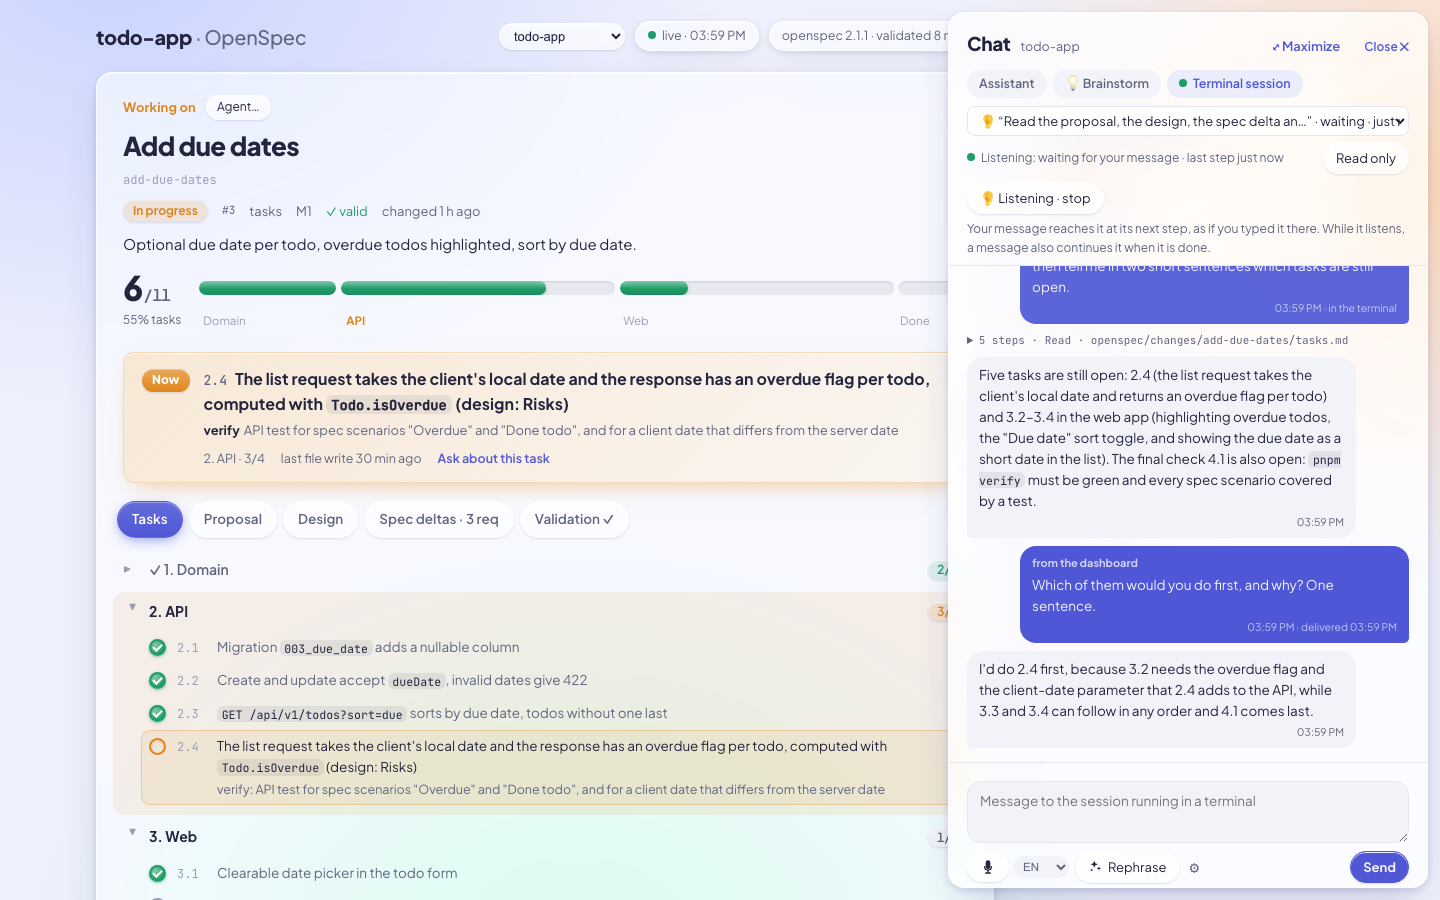 todo-app · OpenSpec
todo-app
live · 03:59 PM
openspec 2.1.1 · validated 8
Working on
Agent…
Add due dates
add-due-dates
In progress
#3
tasks
M1
✓ valid
changed 1 h ago
Optional due date per todo, overdue todos highlighted, sort by due date.
6/11
55% tasks
Domain
API
Web
Done
Now
2.4 The list request takes the client's local date and the response has an overdue flag per todo,
computed with Todo.isOverdue (design: Risks)
verify API test for spec scenarios "Overdue" and "Done todo", and for a client date that differs from the server date
2. API · 3/4
last file write 30 min ago
Ask about this task
Tasks
Proposal
Design
Spec deltas · 3 req
Validation ✓
✓ 1. Domain
2/
2. API
3/
2.1 Migration 003_due_date adds a nullable column
2.2 Create and update accept dueDate, invalid dates give 422
2.3 GET /api/v1/todos?sort=due sorts by due date, todos without one last
2.4 The list request takes the client's local date and the response has an overdue flag per todo, computed with
Todo.isOverdue (design: Risks)
verify: API test for spec scenarios "Overdue" and "Done todo", and for a client date that differs from the server date
3. Web
1/
3.1 Clearable date picker in the todo form
Chat todo-app
Maximize
Close ✕
Assistant
Brainstorm
Terminal session
“Read the proposal, the design, the spec delta an…” · waiting · just
Listening: waiting for your message · last step just now
Read only
Listening · stop
Your message reaches it at its next step, as if you typed it there. While it listens,
a message also continues it when it is done.
then tell me in two short sentences which tasks are still
open.
03:59 PM · in the terminal
5 steps · Read · openspec/changes/add-due-dates/tasks.md
Five tasks are still open: 2.4 (the list request takes the
client's local date and returns an overdue flag per todo)
and 3.2–3.4 in the web app (highlighting overdue todos,
the "Due date" sort toggle, and showing the due date as a
short date in the list). The final check 4.1 is also open: pnpm
verify must be green and every spec scenario covered
by a test.
03:59 PM
from the dashboard
Which of them would you do first, and why? One
sentence.
03:59 PM · delivered 03:59 PM
I'd do 2.4 first, because 3.2 needs the overdue flag and
the client-date parameter that 2.4 adds to the API, while
3.3 and 3.4 can follow in any order and 4.1 comes last.
03:59 PM
Message to the session running in a terminal
EN
Rephrase
Send